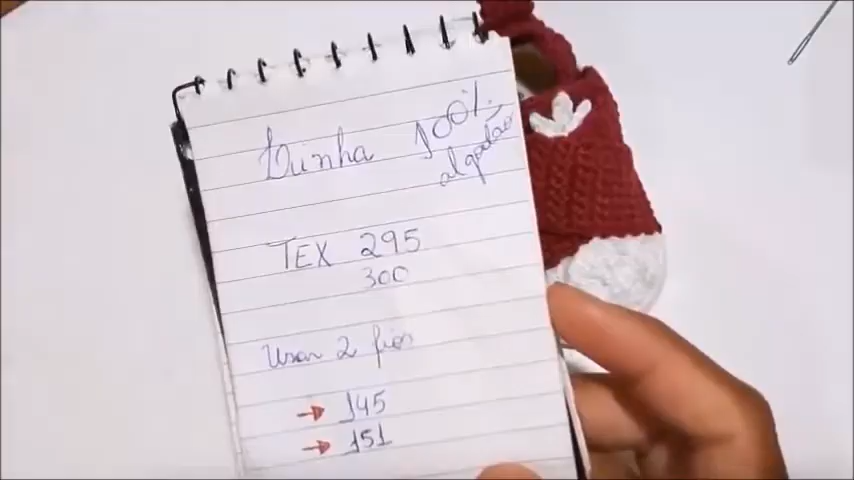 Linha 100%
algodão
TEX 295
300
Usar 2 fios
→ 145
→ 151